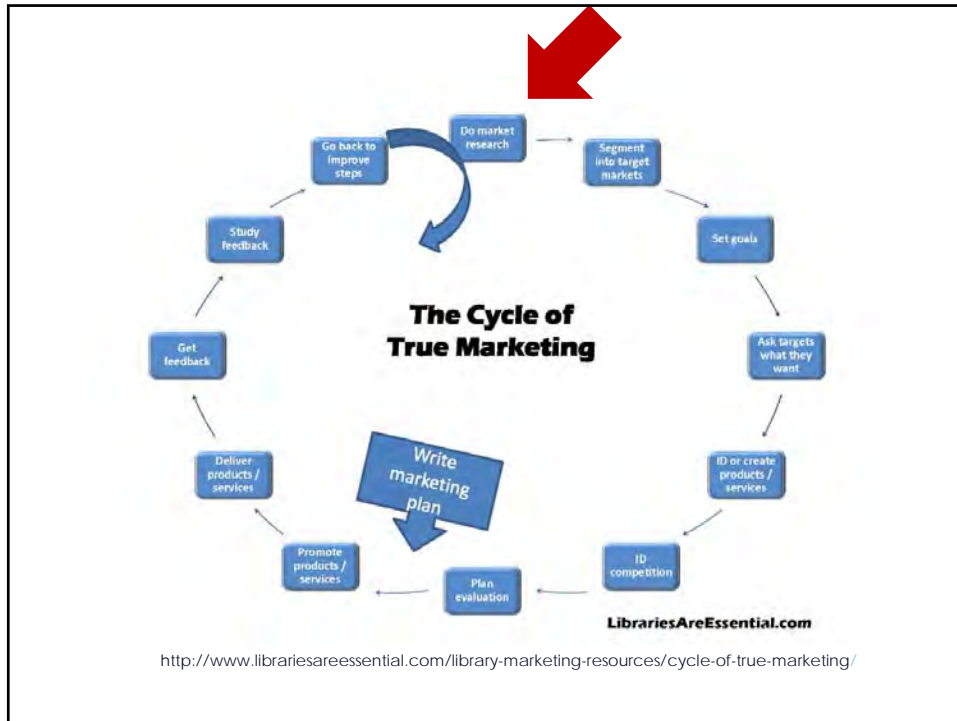 Do market
research
Segment
into target
markets
Set goals
Ask targets
what they
want
ID or create
products /
services
ID
competition
Plan
evaluation
Promote
products /
services
Deliver
products /
services
Get
feedback
Study
feedback
Go back to
improve
steps
The Cycle of
True Marketing
Write
marketing
plan
LibrariesAreEssential.com
http://www.librariesareessential.com/library-marketing-resources/cycle-of-true-marketing/